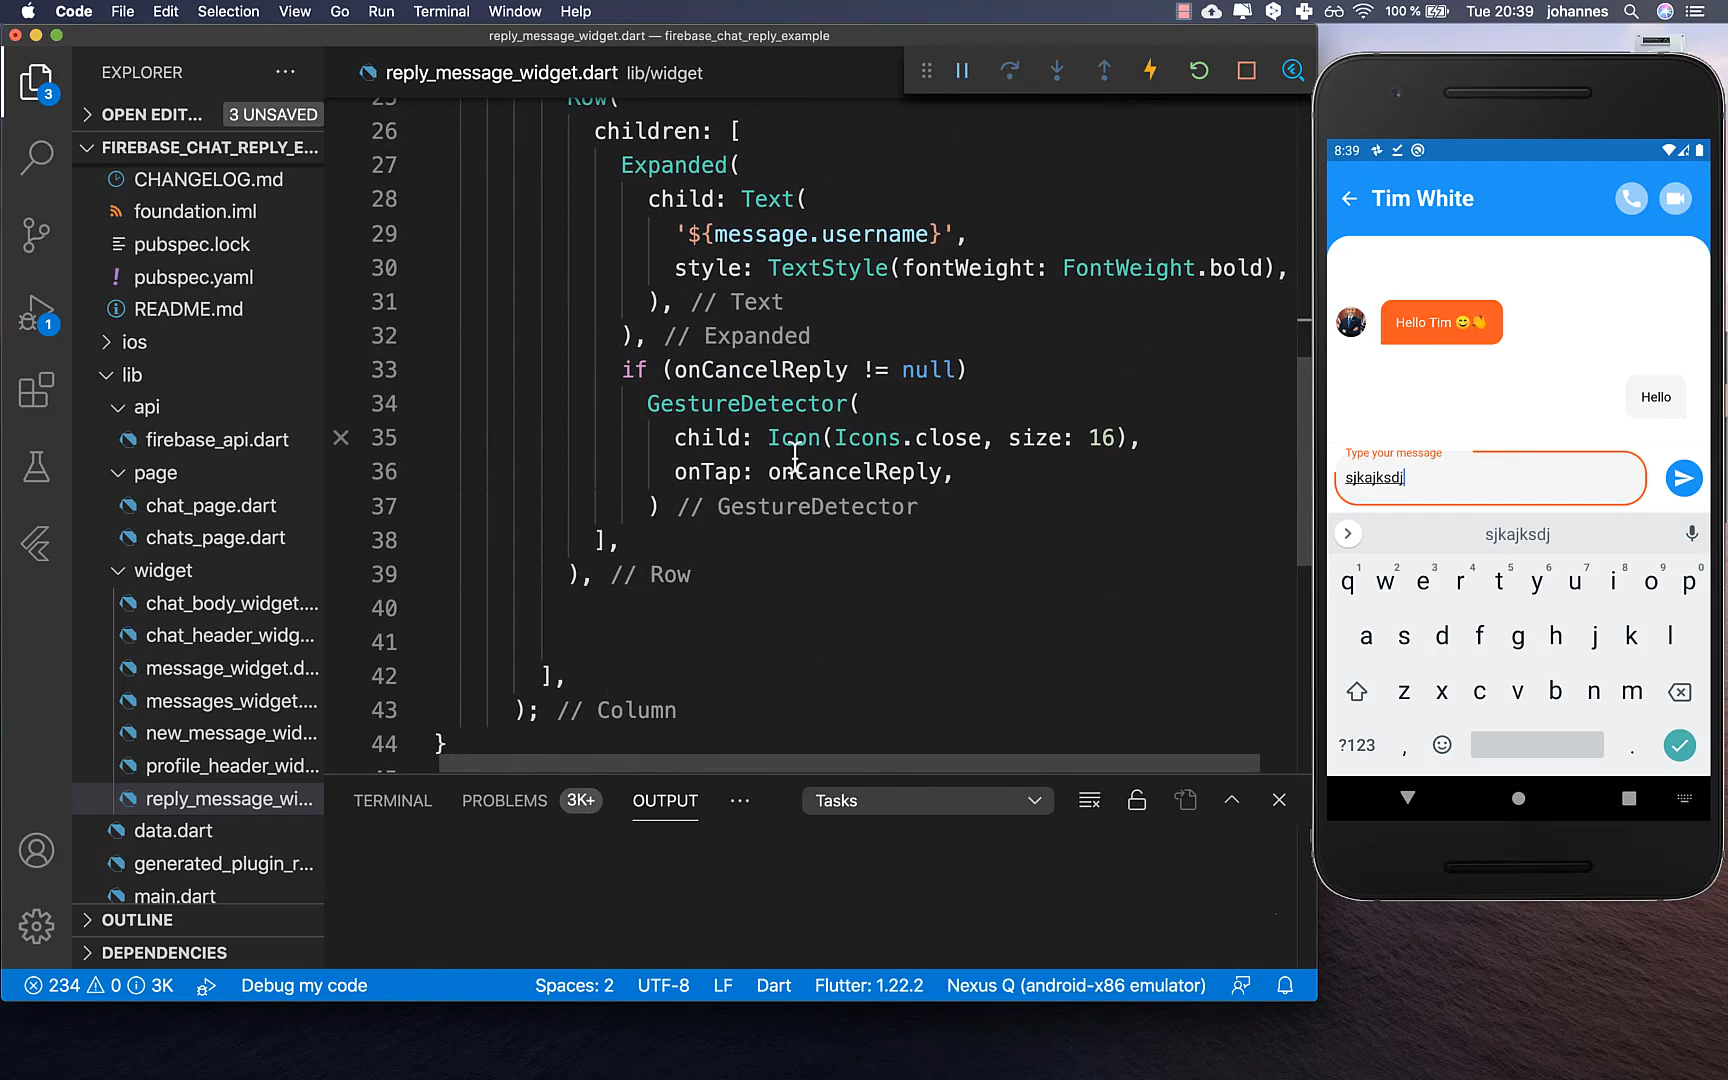 Code File Edit Selection View Go Run Terminal Window Help 100 % Tue 20:39 johannes
reply_message_widget.dart — firebase_chat_reply_example
EXPLORER
OPEN EDIT... 3 UNSAVED
FIREBASE_CHAT_REPLY_E...
CHANGELOG.md
foundation.iml
pubspec.lock
pubspec.yaml
README.md
ios
lib
api
firebase_api.dart
page
chat_page.dart
chats_page.dart
widget
chat_body_widget....
chat_header_widg...
message_widget.d...
messages_widget....
new_message_wid...
profile_header_wid...
reply_message_wi...
data.dart
generated_plugin_r...
main.dart
OUTLINE
DEPENDENCIES
3
1
reply_message_widget.dart lib/widget
25 Row(
26 children: [
27 Expanded(
28 child: Text(
29 '${message.username}',
30 style: TextStyle(fontWeight: FontWeight.bold),
31 ), // Text
32 ), // Expanded
33 if (onCancelReply != null)
34 GestureDetector(
35 child: Icon(Icons.close, size: 16),
36 onTap: onCancelReply,
37 ) // GestureDetector
38 ],
39 ), // Row
40
41
42 ],
43 ); // Column
44 }
TERMINAL PROBLEMS 3K+ OUTPUT ... Tasks
234 0 3K Debug my code Spaces: 2 UTF-8 LF Dart Flutter: 1.22.2 Nexus Q (android-x86 emulator)
8:39
Tim White
Hello Tim 😊👏
Hello
Type your message
sjkajksdj
sjkajksdj
1 2 3 4 5 6 7 8 9 0
q w e r t y u i o p
a s d f g h j k l
z x c v b n m
?123 , .